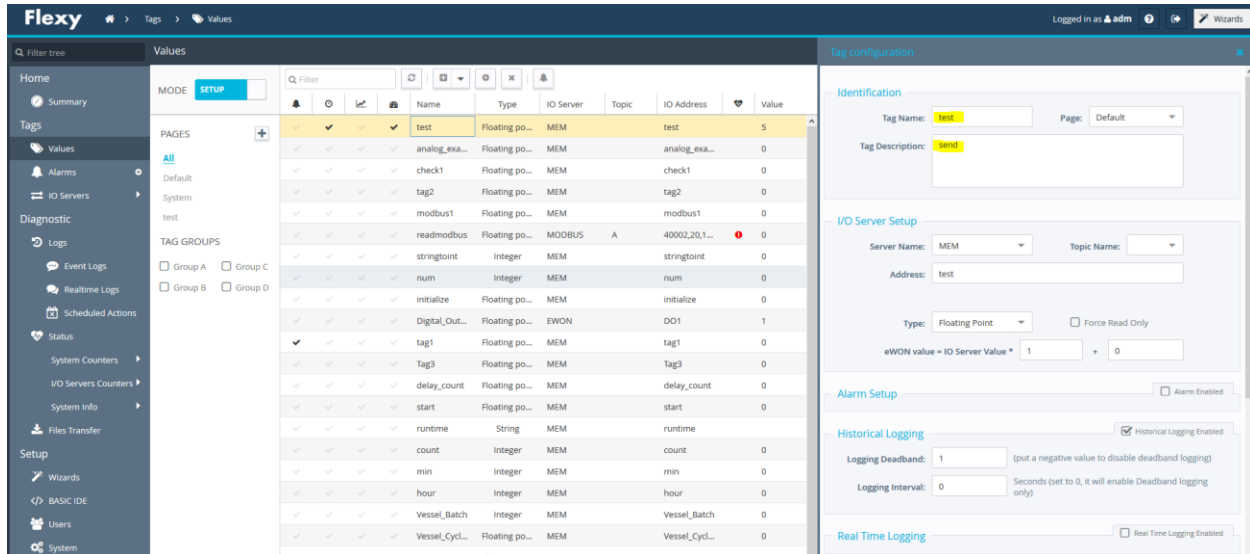 Flexy
Tags > Values
Logged in as adm
Wizards
Filter tree
Values
Tag configuration
Home
Summary
Tags
Values
Alarms
IO Servers
Diagnostic
Logs
Event Logs
Realtime Logs
Scheduled Actions
Status
System Counters
I/O Servers Counters
System Info
Files Transfer
Setup
Wizards
BASIC IDE
Users
System
MODE SETUP
PAGES
All
Default
System
test
TAG GROUPS
Group A Group C
Group B Group D
Filter
Name Type IO Server Topic IO Address Value
test Floating po... MEM test 5
analog_exa... Floating po... MEM analog_exa... 0
check1 Floating po... MEM check1 0
tag2 Floating po... MEM tag2 0
modbus1 Floating po... MEM modbus1 0
readmodbus Floating po... MODBUS A 40002,20,1... 0
stringtoint Integer MEM stringtoint 0
num Integer MEM num 0
initialize Floating po... MEM initialize 0
Digital_Out... Floating po... EWON DO1 1
tag1 Floating po... MEM tag1 0
Tag3 Floating po... MEM Tag3 0
delay_count Floating po... MEM delay_count 0
start Floating po... MEM start 0
runtime String MEM runtime
count Integer MEM count 0
min Integer MEM min 0
hour Integer MEM hour 0
Vessel_Batch Integer MEM Vessel_Batch 0
Vessel_Cycl... Floating po... MEM Vessel_Cycl... 0
Identification
Tag Name: test Page: Default
Tag Description: send
I/O Server Setup
Server Name: MEM Topic Name:
Address: test
Type: Floating Point Force Read Only
eWON value = IO Server Value * 1 + 0
Alarm Setup Alarm Enabled
Historical Logging Historical Logging Enabled
Logging Deadband: 1 (put a negative value to disable deadband logging)
Logging Interval: 0 Seconds (set to 0, it will enable Deadband logging
only)
Real Time Logging Real Time Logging Enabled